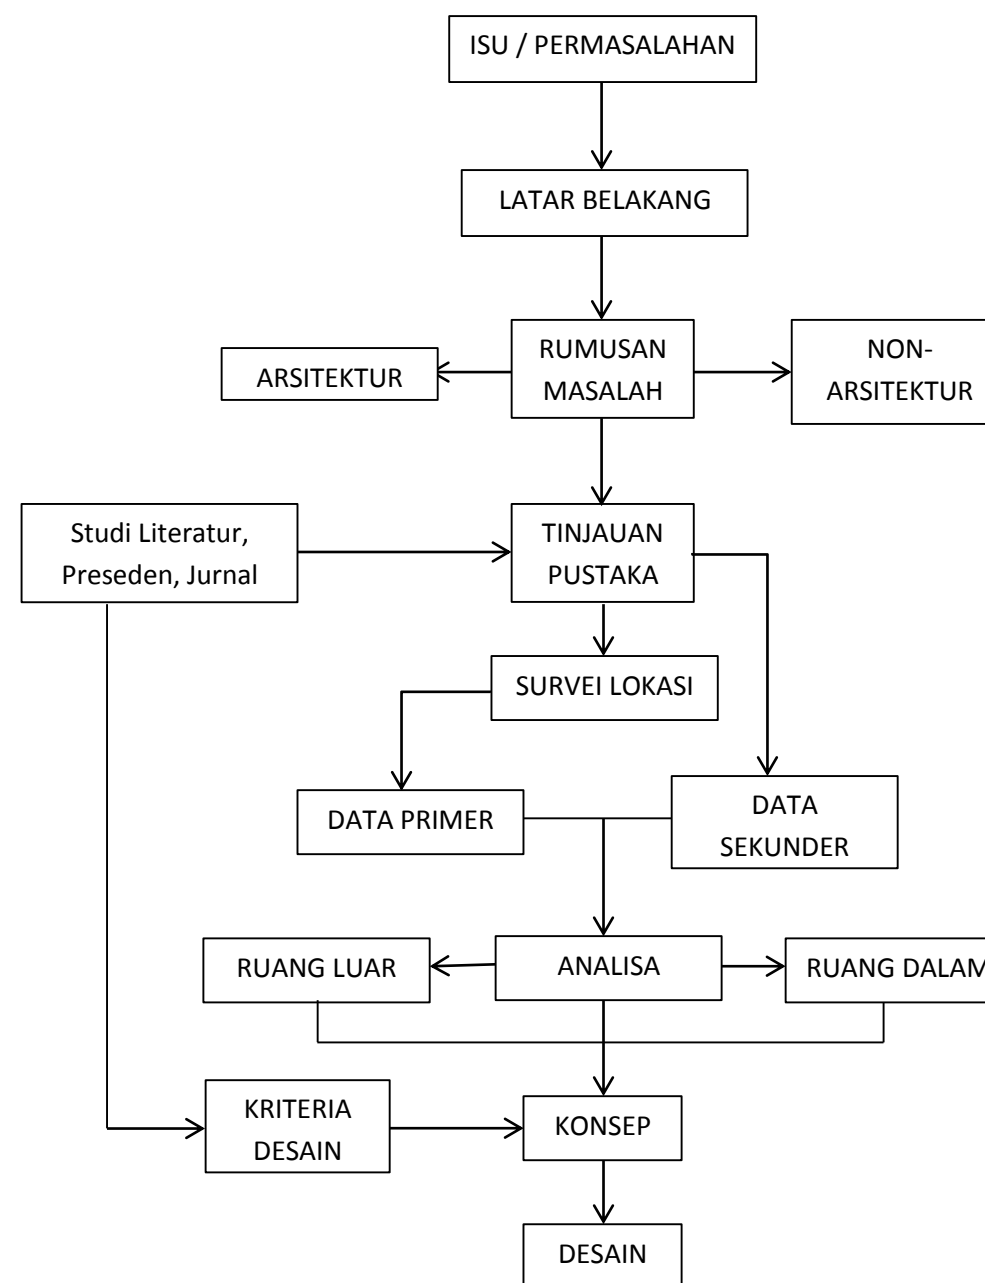 ISU / PERMASALAHAN
LATAR BELAKANG
RUMUSAN
MASALAH
ARSITEKTUR
NON-
ARSITEKTUR
Studi Literatur,
Preseden, Jurnal
TINJAUAN
PUSTAKA
SURVEI LOKASI
DATA PRIMER
DATA
SEKUNDER
RUANG LUAR
ANALISA
RUANG DALAM
KRITERIA
DESAIN
KONSEP
DESAIN